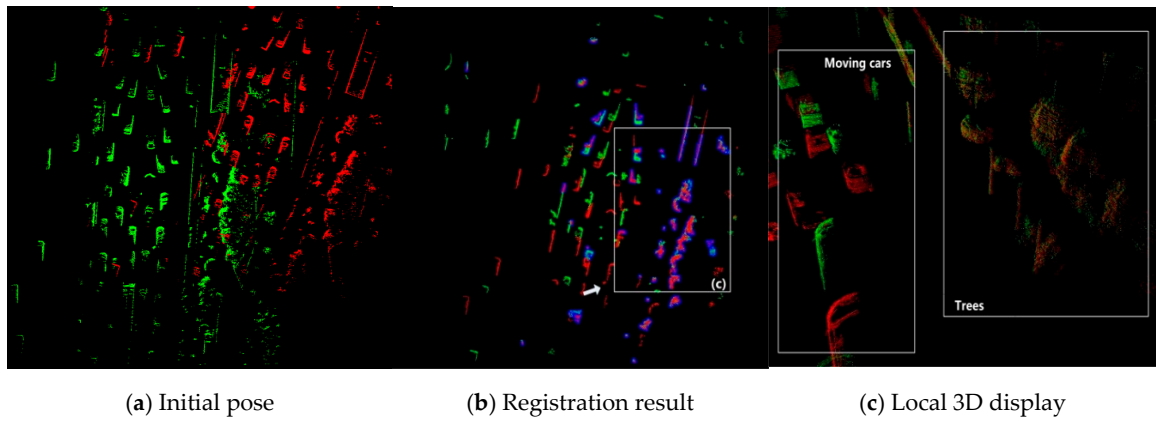 Moving cars
(c)
Trees
(a) Initial pose
(b) Registration result
(c) Local 3D display